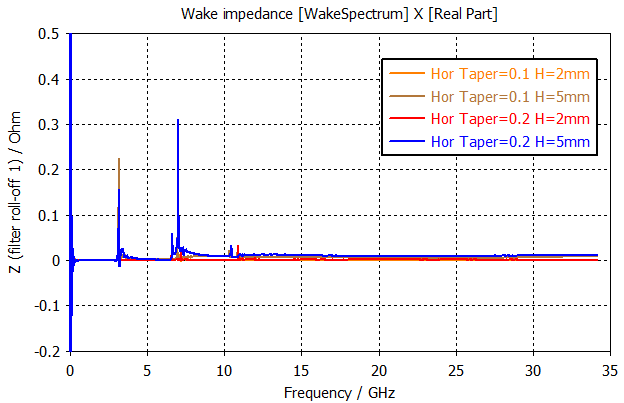 Wake impedance [WakeSpectrum] X [Real Part]
0.5
0.4
0.3
0.2
0.1
0
-0.1
-0.2
Z (filter roll-off 1) / Ohm
Hor Taper=0.1 H=2mm
Hor Taper=0.1 H=5mm
Hor Taper=0.2 H=2mm
Hor Taper=0.2 H=5mm
0 5 10 15 20 25 30 35
Frequency / GHz